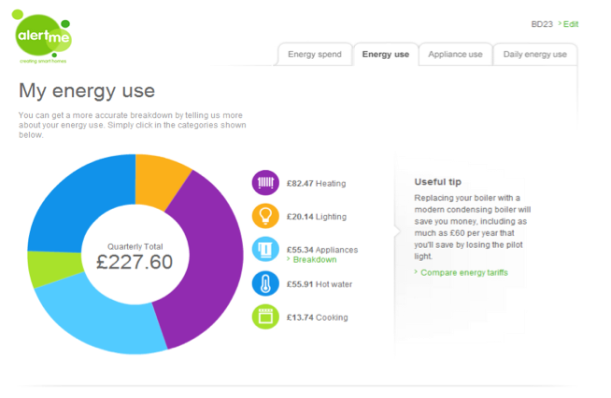 alertme
creating smart homes
BD23 › Edit
Energy spend
Energy use
Appliance use
Daily energy use
My energy use
You can get a more accurate breakdown by telling us more
about your energy use. Simply click in the categories shown
below.
Quarterly Total
£227.60
£82.47 Heating
£20.14 Lighting
£55.34 Appliances
› Breakdown
£55.91 Hot water
£13.74 Cooking
Useful tip
Replacing your boiler with a
modern condensing boiler will
save you money, including as
much as £60 per year that
you'll save by losing the pilot
light.
› Compare energy tariffs